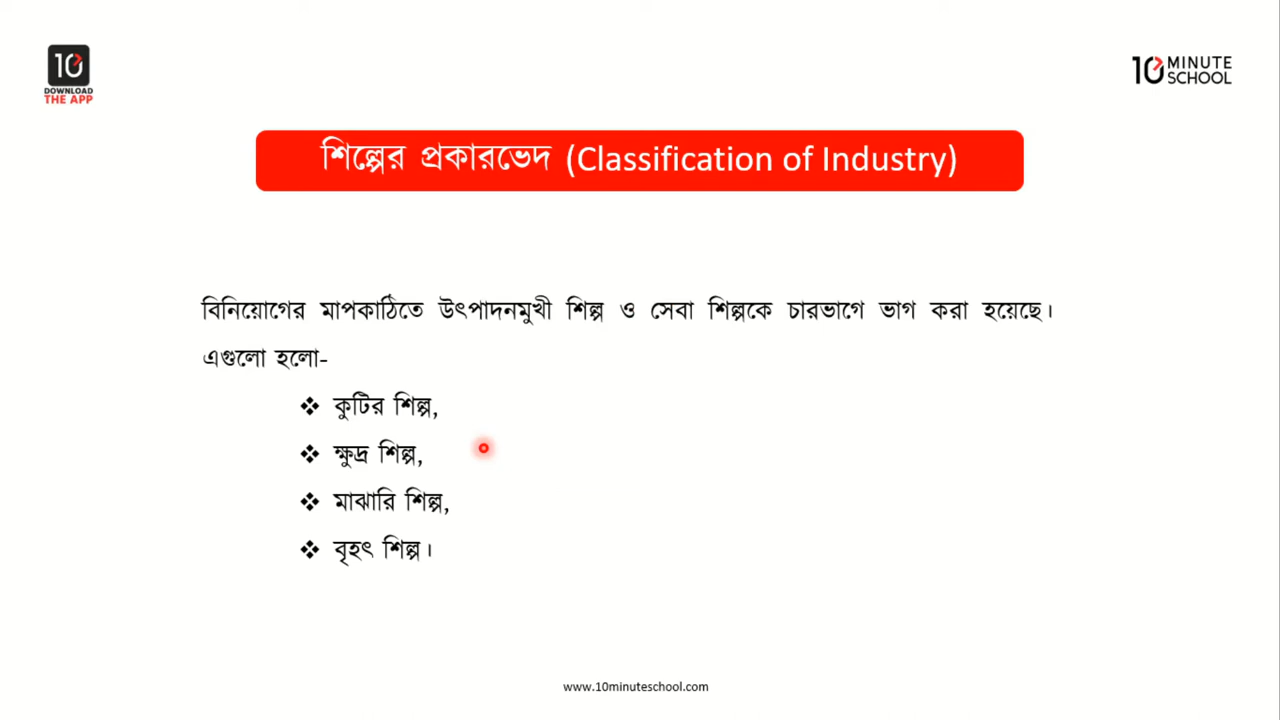 10
DOWNLOAD
THE APP
10 MINUTE
SCHOOL
শিল্পের প্রকারভেদ (Classification of Industry)
বিনিয়োগের মাপকাঠিতে উৎপাদনমুখী শিল্প ও সেবা শিল্পকে চারভাগে ভাগ করা হয়েছে।
এগুলো হলো-
❖ কুটির শিল্প,
❖ ক্ষুদ্র শিল্প,
❖ মাঝারি শিল্প,
❖ বৃহৎ শিল্প।
www.10minuteschool.com